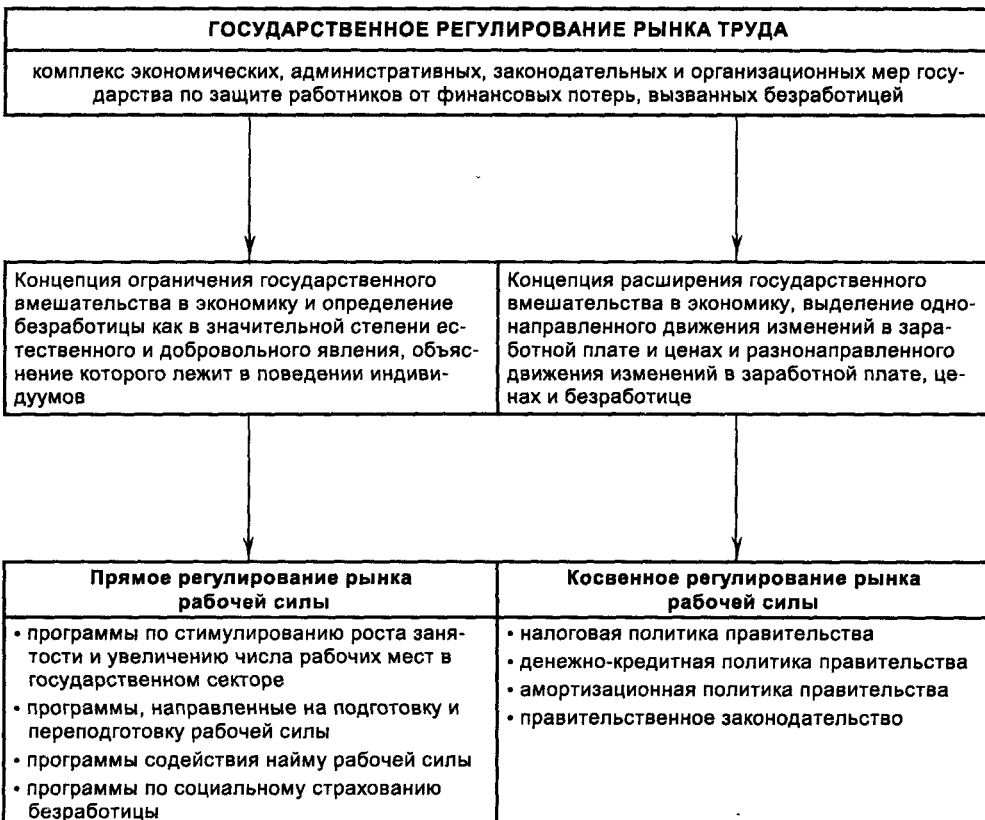 ГОСУДАРСТВЕННОЕ РЕГУЛИРОВАНИЕ РЫНКА ТРУДА
комплекс экономических, административных, законодательных и организационных мер госу-
дарства по защите работников от финансовых потерь, вызванных безработицей
Концепция ограничения государственного
вмешательства в экономику и определение
безработицы как в значительной степени ес-
тественного и добровольного явления, объяс-
нение которого лежит в поведении индиви-
дуумов
Концепция расширения государственного
вмешательства в экономику, выделение одно-
направленного движения изменений в зара-
ботной плате и ценах и разнонаправленного
движения изменений в заработной плате, це-
нах и безработице
Прямое регулирование рынка
рабочей силы
• программы по стимулированию роста заня-
тости и увеличению числа рабочих мест в
государственном секторе
• программы, направленные на подготовку и
переподготовку рабочей силы
• программы содействия найму рабочей силы
• программы по социальному страхованию
безработицы
Косвенное регулирование рынка
рабочей силы
• налоговая политика правительства
• денежно-кредитная политика правительства
• амортизационная политика правительства
• правительственное законодательство